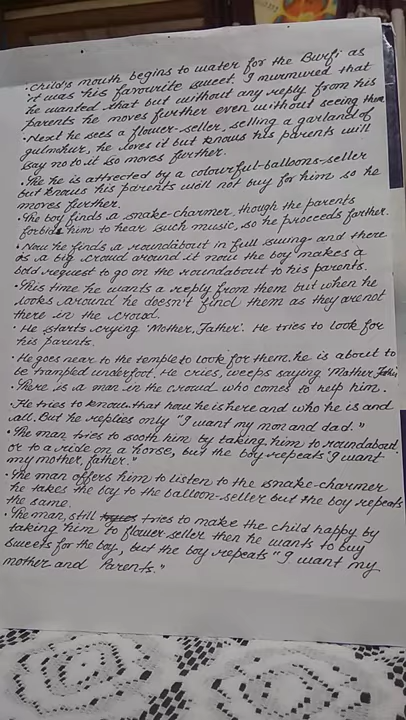 • Child's mouth begins to water for the Burfi as
it was his favourite sweet. I murmured that
he wanted that but without any reply from his
parents he moves further even without seeing them
• Next he sees a flower-seller, selling a garland of
gulmohur, he loves it but knows his parents will
say no to it so moves further.
• The he is attrected by a colourful-balloons-seller
but knows his parents will not buy for him so he
moves further.
• The boy finds a snake-charmer, though the parents
forbids him to hear such music, so he proceeds farther.
• Now he finds a roundabout in full swing and there
is a big crowd around it now the boy makes a
bold request to go on the roundabout to his parents.
• This time he wants a reply from them but when he
looks around he doesn't find them as they are not
there in the crowd.
• He starts crying 'Mother, Father'. He tries to look for
his parents.
• He goes near to the temple to look for them. he is about to
be trampled underfoot. He cries, weeps saying 'Mother, Father,
• There is a man in the crowd who comes to help him.
• He tries to know that how he is here and who he is and
all. But he replies only "I want my mom and dad."
• The man tries to sooth him by taking him to roundabout.
or to a ride on a horse, but the boy repeats 'I want
my mother, father."
• The man offers him to listen to the snake-charmer
he takes the boy to the balloon-seller but the boy repeats
the same.
• The man, still tries to make the child happy by
taking him to flower seller then he wants to buy
sweets for the boy, but the boy repeats "I want my
mother and Parents."